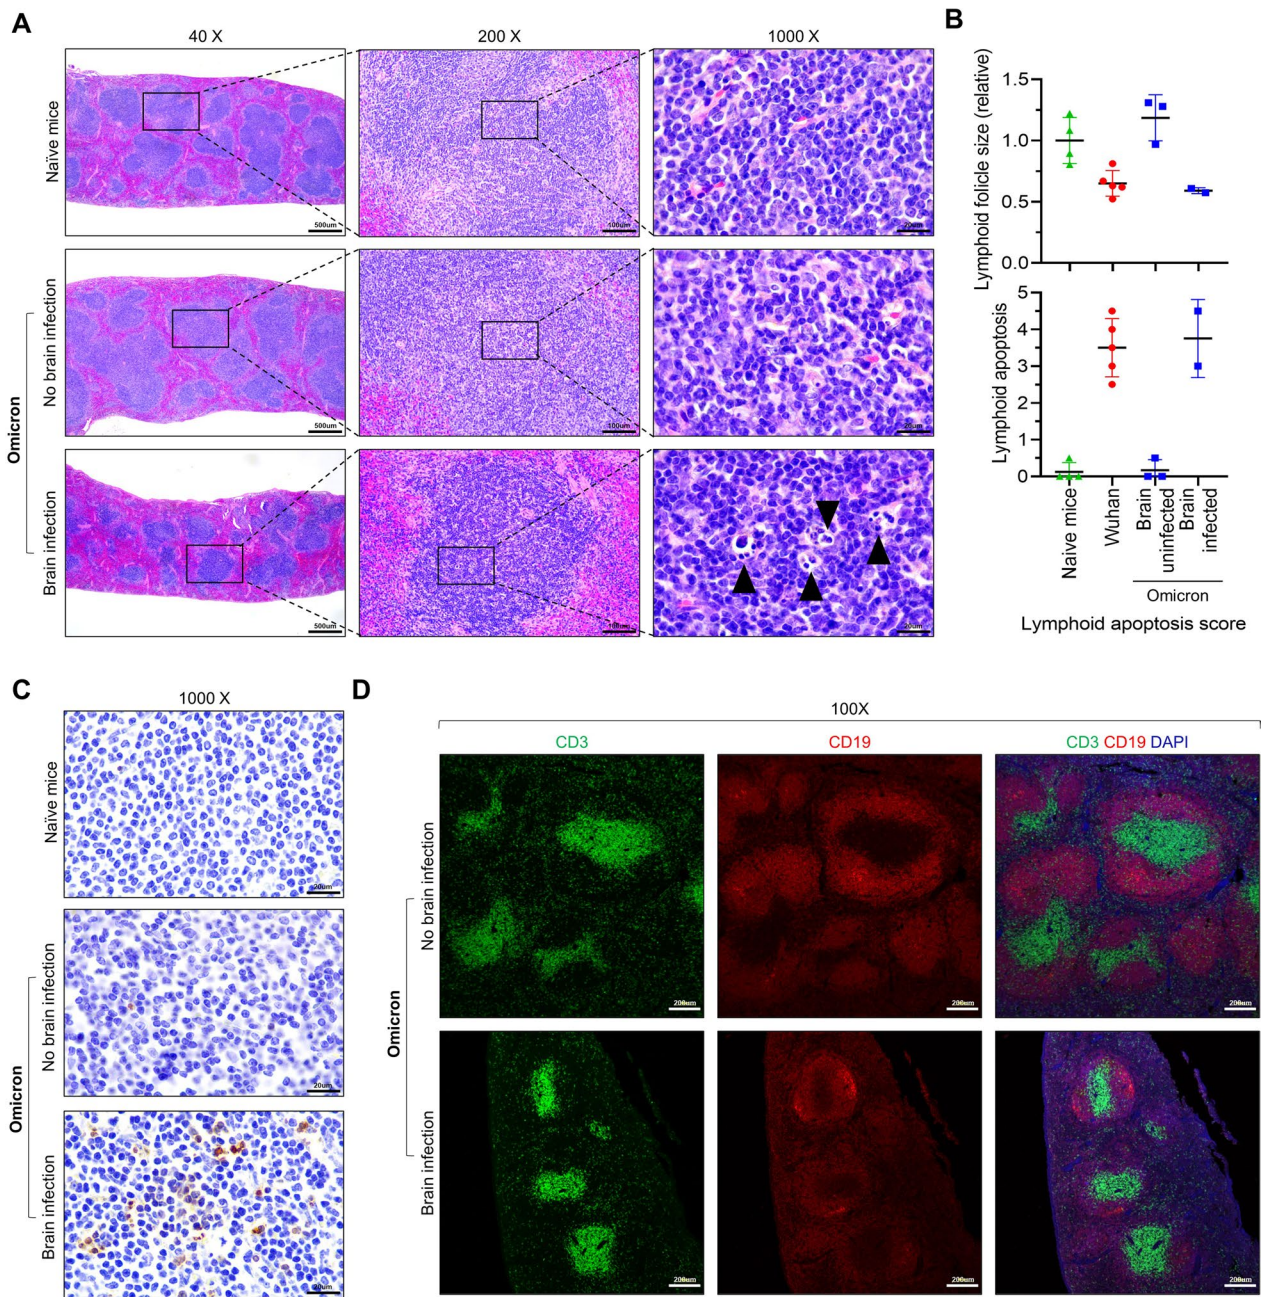 A
40 X
200 X
1000 X
Naïve mice
500um
100um
20um
Omicron
No brain infection
500um
100um
20um
Brain infection
500um
100um
20um
B
Lymphoid folicle size (relative)
1.5
1.0
0.5
0.0
Lymphoid apoptosis
5
4
3
2
1
0
Naive mice
Wuhan
Brain
uninfected
Brain
infected
Omicron
Lymphoid apoptosis score
C
1000 X
Naïve mice
20um
Omicron
No brain infection
20um
Brain infection
20um
D
100X
CD3
CD19
CD3 CD19 DAPI
Omicron
No brain infection
200um
200um
200um
Brain infection
200um
200um
200um